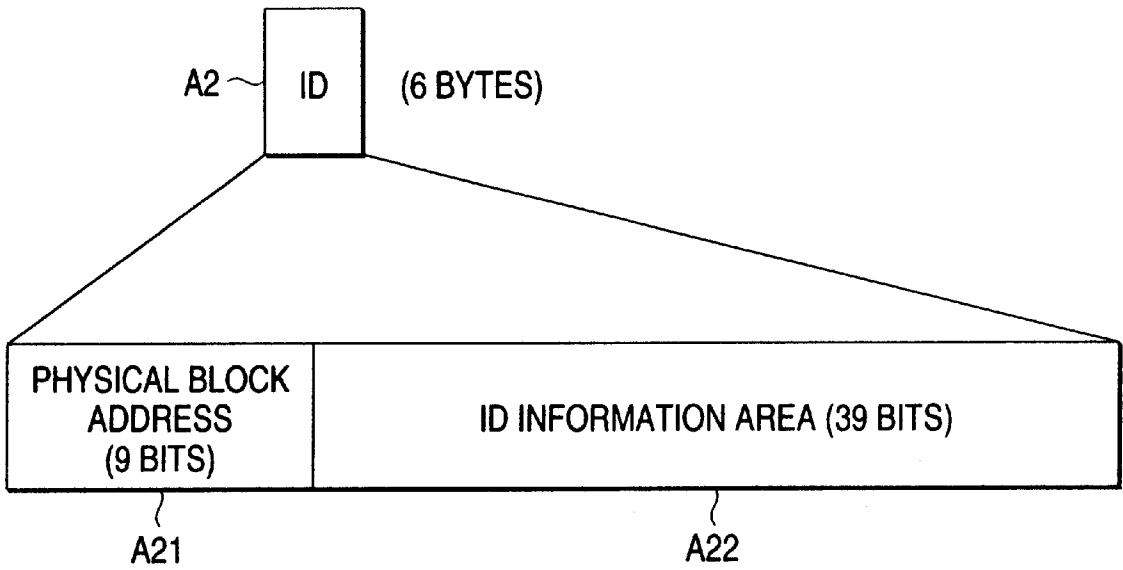 A2 ID (6 BYTES)
PHYSICAL BLOCK
ADDRESS
(9 BITS)
ID INFORMATION AREA (39 BITS)
A21 A22